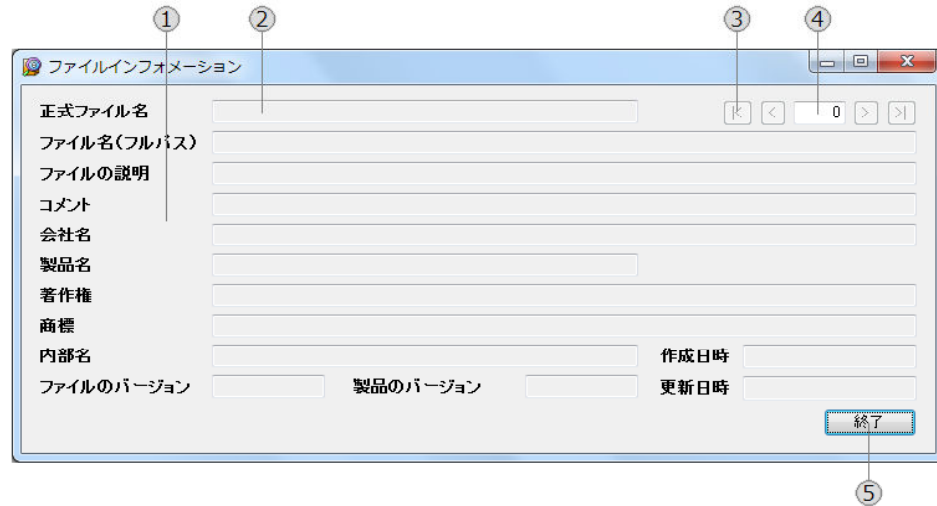 ① ② ③ ④
ファイルインフォメーション
正式ファイル名 |< < 0 > >|
ファイル名(フルパス)
ファイルの説明
コメント
会社名
製品名
著作権
商標
内部名 作成日時
ファイルのバージョン 製品のバージョン 更新日時
終了
⑤